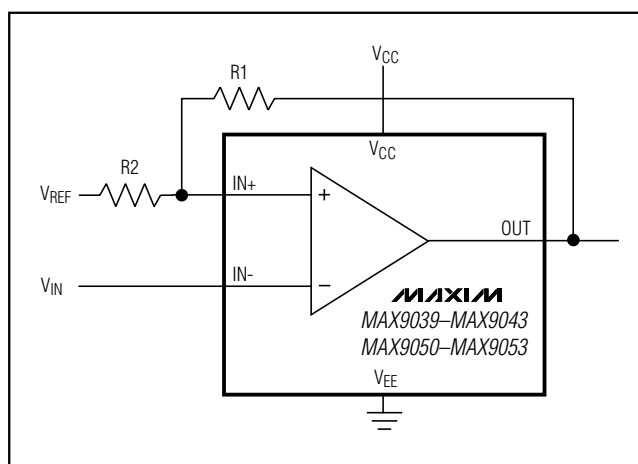 VCC
R1
VCC
R2
VREF
IN+
+
OUT
VIN
IN-
−
MAXIM
MAX9039–MAX9043
MAX9050–MAX9053
VEE